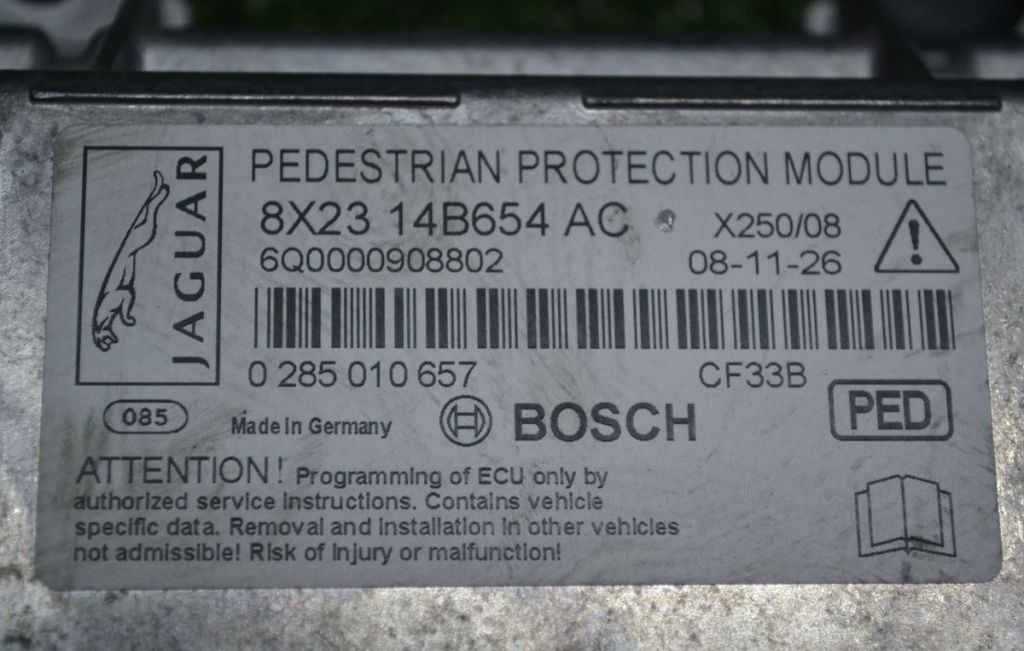 JAGUAR
PEDESTRIAN PROTECTION MODULE
8X23 14B654 AC
X250/08
6Q0000908802
08-11-26
0 285 010 657
CF33B
085
Made in Germany
BOSCH
PED
ATTENTION! Programming of ECU only by
authorized service instructions. Contains vehicle
specific data. Removal and installation in other vehicles
not admissible! Risk of injury or malfunction!